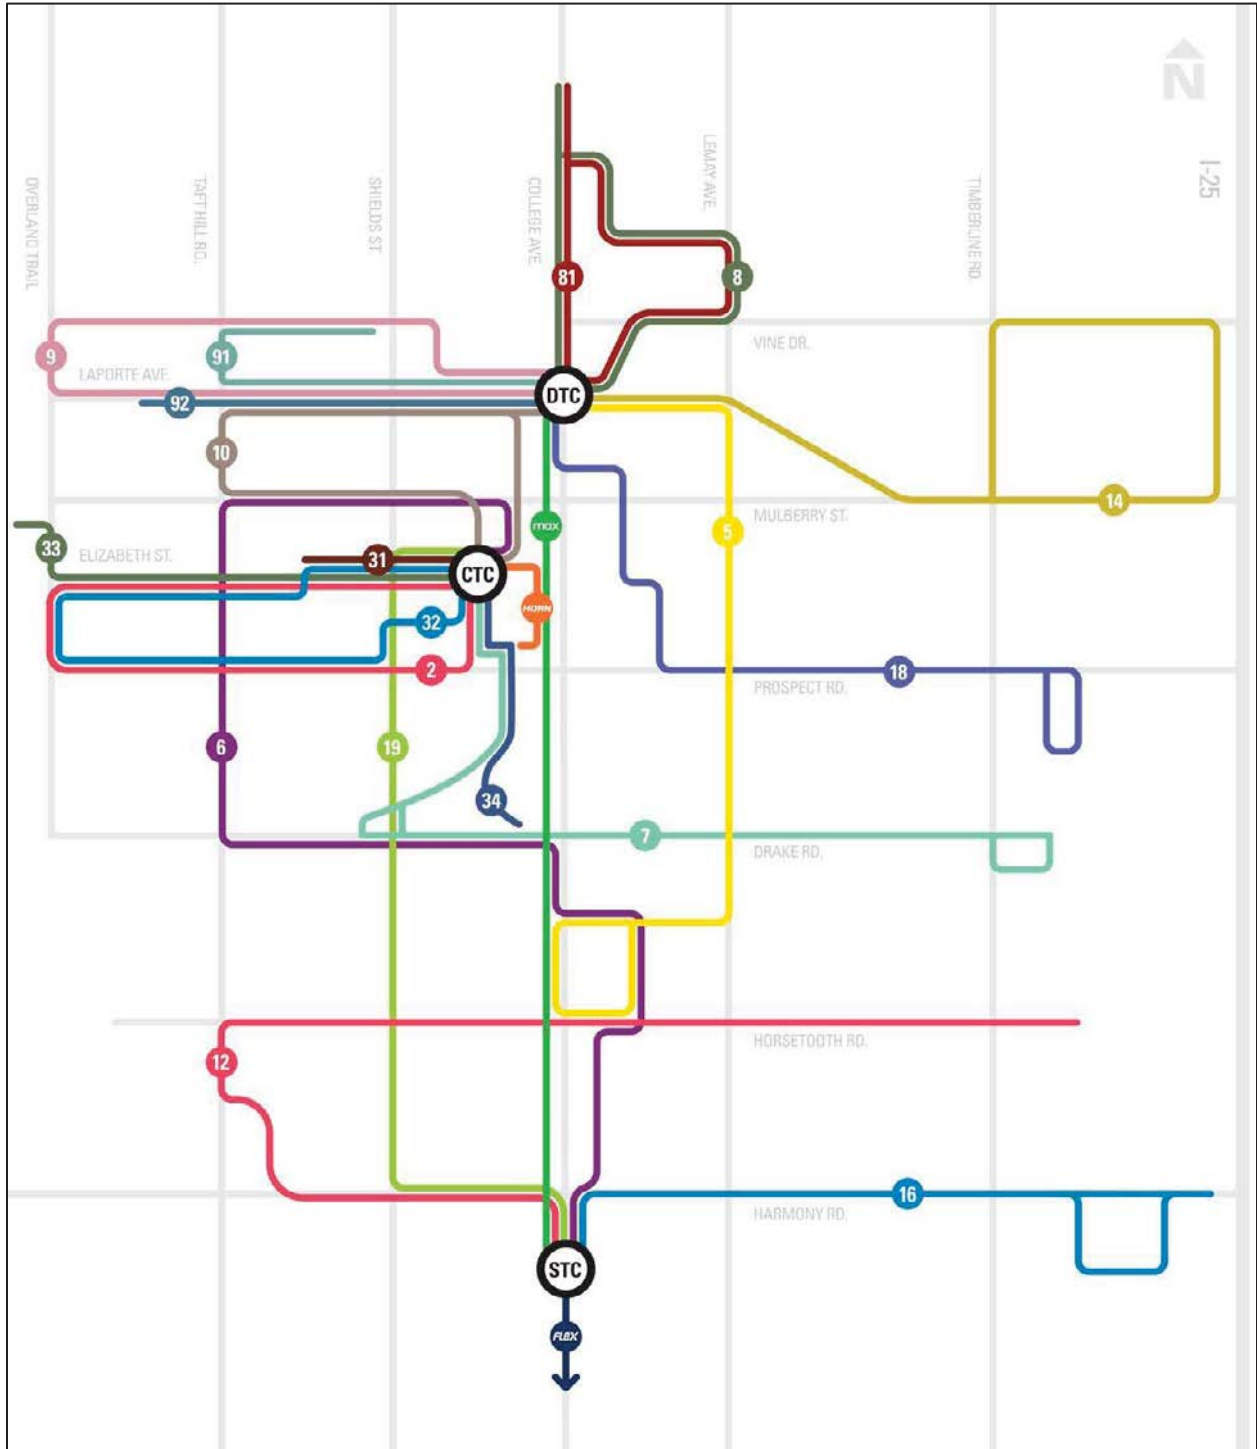 N
I-25
OVERLAND TRAIL
TAFT HILL RD.
SHIELDS ST.
COLLEGE AVE.
LEMAY AVE.
TIMBERLINE RD.
81
8
VINE DR.
9
91
LAPORTE AVE.
DTC
92
10
14
MULBERRY ST.
max
5
33
ELIZABETH ST.
31
CTC
HORN
32
2
18
PROSPECT RD.
6
19
34
7
DRAKE RD.
HORSETOOTH RD.
12
16
HARMONY RD.
STC
FLEX